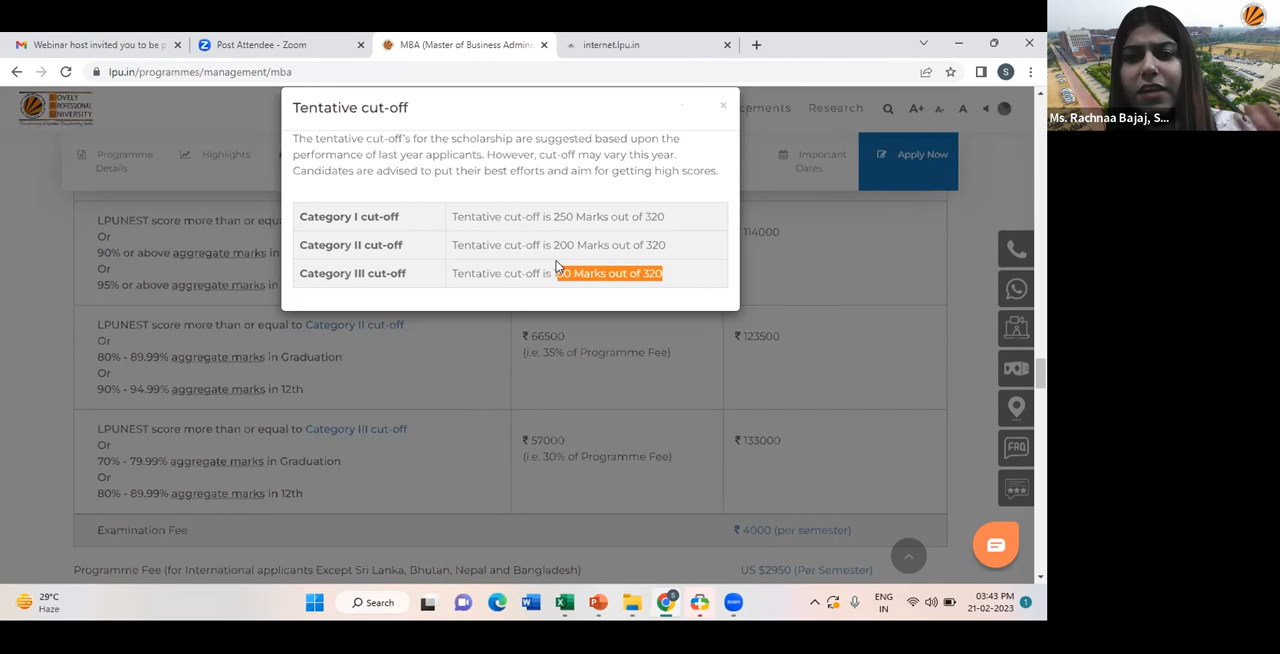 Webinar host invited you to be p
Post Attendee - Zoom
MBA (Master of Business Admin
internet.lpu.in
lpu.in/programmes/management/mba
LOVELY
PROFESSIONAL
UNIVERSITY
Tentative cut-off
×
cements
Research
A+
A-
A
Programme
Details
Highlights
Important
Dates
Apply Now
The tentative cut-off's for the scholarship are suggested based upon the
performance of last year applicants. However, cut-off may vary this year.
Candidates are advised to put their best efforts and aim for getting high scores.
Category I cut-off
Tentative cut-off is 250 Marks out of 320
Category II cut-off
Tentative cut-off is 200 Marks out of 320
Category III cut-off
Tentative cut-off is 0 Marks out of 320
LPUNEST score more than or equ
Or
90% or above aggregate marks in
Or
95% or above aggregate marks in
114000
LPUNEST score more than or equal to Category II cut-off
Or
80% - 89.99% aggregate marks in Graduation
Or
90% - 94.99% aggregate marks in 12th
₹ 66500
(i.e. 35% of Programme Fee)
₹ 123500
LPUNEST score more than or equal to Category III cut-off
Or
70% - 79.99% aggregate marks in Graduation
Or
80% - 89.99% aggregate marks in 12th
₹ 57000
(i.e. 30% of Programme Fee)
₹ 133000
Examination Fee
₹ 4000 (per semester)
Programme Fee (for International applicants Except Sri Lanka, Bhutan, Nepal and Bangladesh)
US $2950 (Per Semester)
FAQ
Ms. Rachnaa Bajaj, S...
29°C
Haze
Search
zoom
ENG
IN
03:43 PM
21-02-2023
1